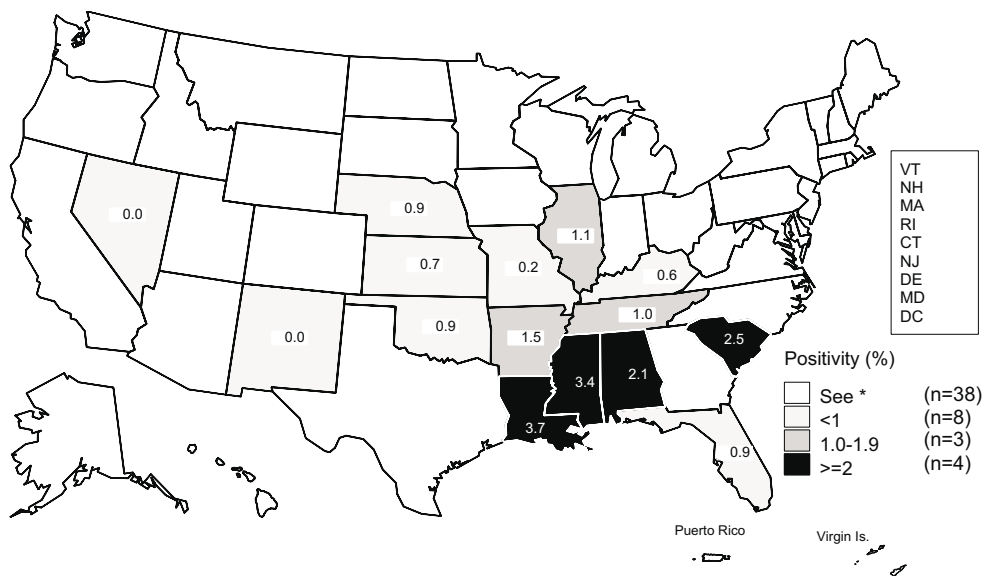 VT
NH
MA
RI
CT
NJ
DE
MD
DC
0.0
0.9
1.1
0.7
0.2
0.6
0.0
0.9
1.5
1.0
2.5
3.4
2.1
3.7
0.9
Positivity (%)
See * (n=38)
<1 (n=8)
1.0-1.9 (n=3)
>=2 (n=4)
Puerto Rico
Virgin Is.